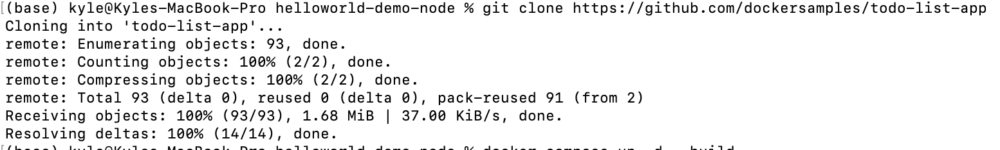 (base) kyle@Kyles-MacBook-Pro helloworld-demo-node % git clone https://github.com/dockersamples/todo-list-app
Cloning into 'todo-list-app'...
remote: Enumerating objects: 93, done.
remote: Counting objects: 100% (2/2), done.
remote: Compressing objects: 100% (2/2), done.
remote: Total 93 (delta 0), reused 0 (delta 0), pack-reused 91 (from 2)
Receiving objects: 100% (93/93), 1.68 MiB | 37.00 KiB/s, done.
Resolving deltas: 100% (14/14), done.
(base) kyle@Kyles-MacBook-Pro helloworld-demo-node % docker compose up -d --build